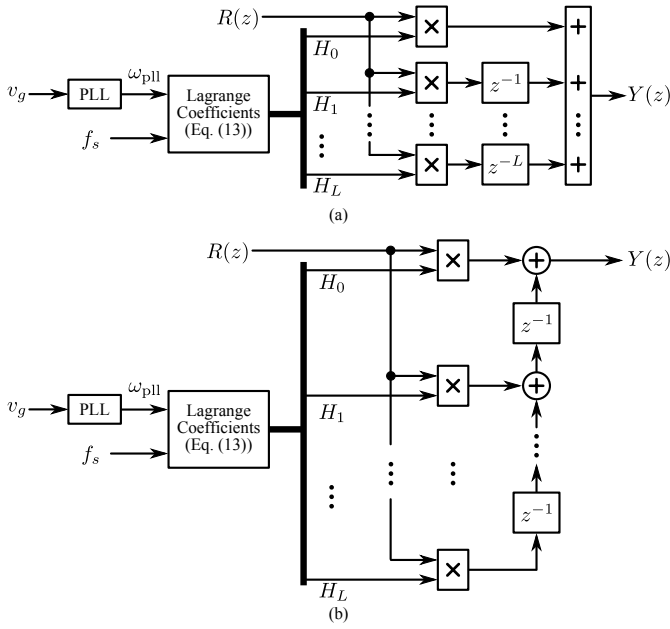 R(z)
H_0
ω_pll
v_g
PLL
Lagrange
Coefficients
(Eq. (13))
f_s
H_1
H_L
×
×
×
z^{-1}
z^{-L}
+
+
+
Y(z)
(a)
R(z)
H_0
ω_pll
v_g
PLL
Lagrange
Coefficients
(Eq. (13))
f_s
H_1
H_L
×
×
×
+
z^{-1}
+
z^{-1}
Y(z)
(b)